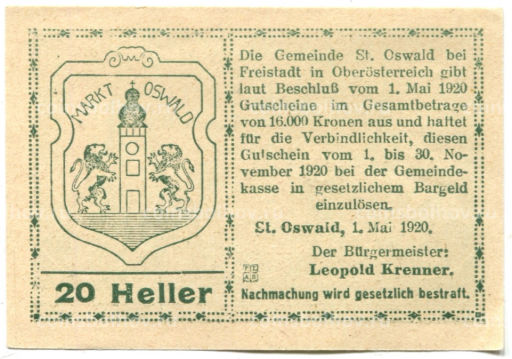 MARKT OSWALD
20 Heller
Die Gemeinde St. Oswald bei
Freistadt in Oberösterreich gibt
laut Beschluß vom 1. Mai 1920
Gutscheine im Gesamtbetrage
von 16.000 Kronen aus und haftet
für die Verbindlichkeit, diesen
Gutschein vom 1. bis 30. No-
vember 1920 bei der Gemeinde-
kasse in gesetzlichem Bargeld
einzulösen.
St. Oswald, 1. Mai 1920.
Der Bürgermeister:
Leopold Krenner.
Nachmachung wird gesetzlich bestraft.